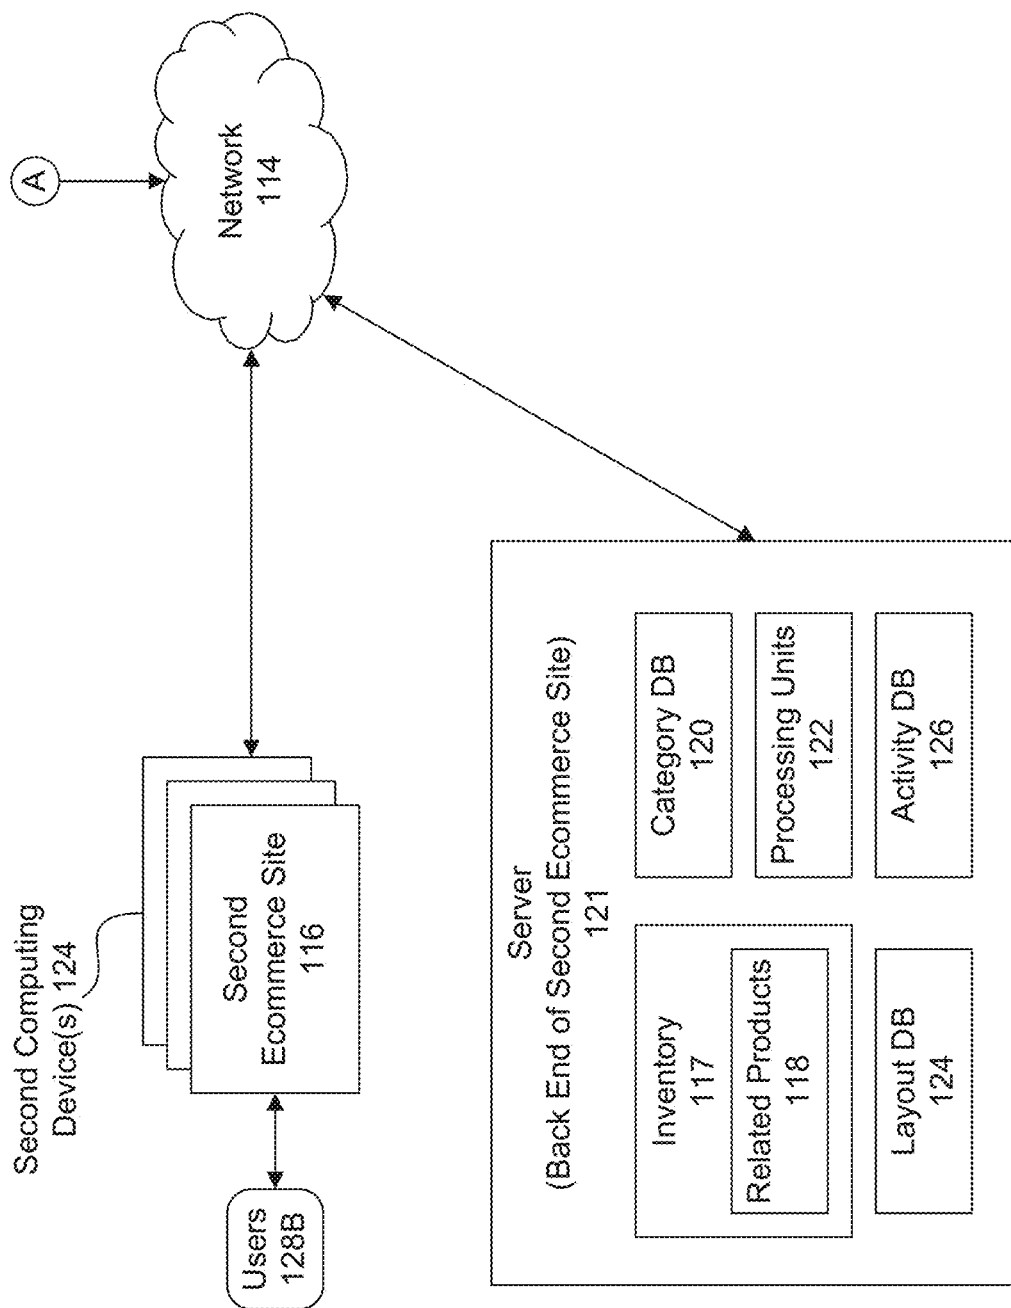 Second Computing
Device(s) 124
Users
128B
Second
Ecommerce Site
116
Network
114
A
Server
(Back End of Second Ecommerce Site)
121
Inventory
117
Related Products
118
Category DB
120
Processing Units
122
Layout DB
124
Activity DB
126